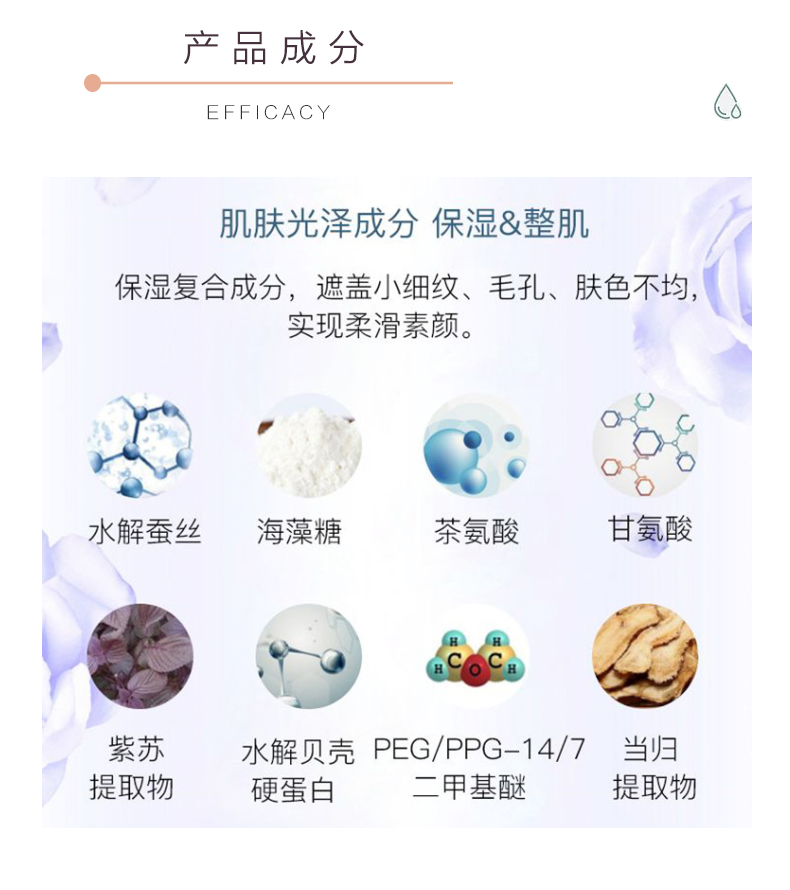 产品成分
EFFICACY
肌肤光泽成分 保湿&整肌
保湿复合成分，遮盖小细纹、毛孔、肤色不均，
实现柔滑素颜。
水解蚕丝
海藻糖
茶氨酸
甘氨酸
H H
H C O C H
紫苏
提取物
水解贝壳
硬蛋白
PEG/PPG-14/7
二甲基醚
当归
提取物